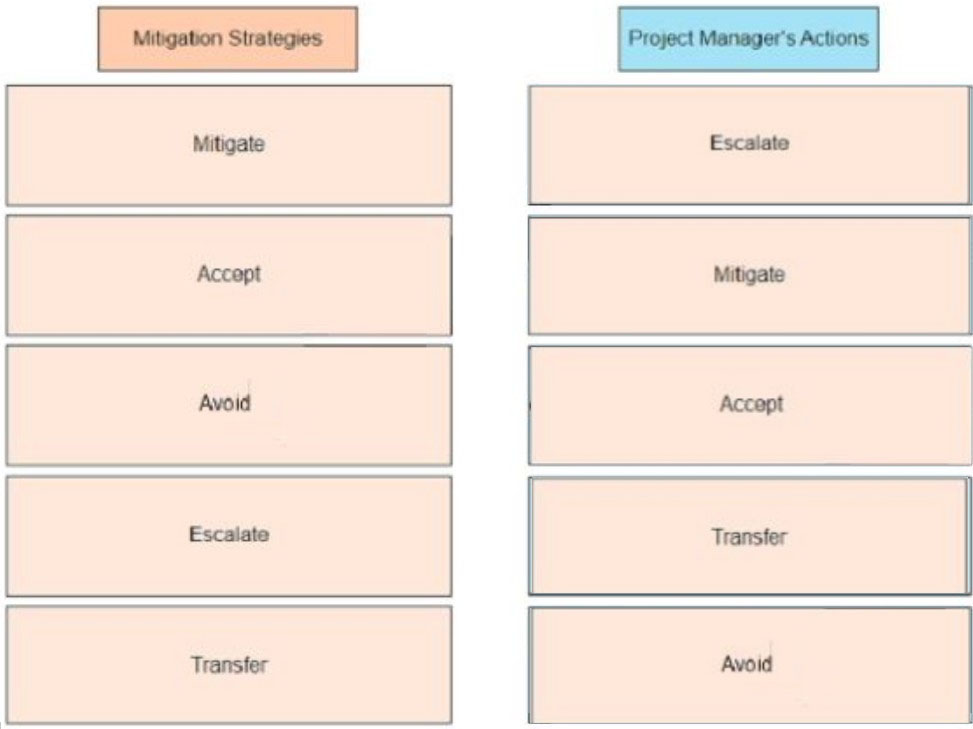 Mitigation Strategies
Project Manager's Actions
Mitigate
Escalate
Accept
Mitigate
Avoid
Accept
Escalate
Transfer
Transfer
Avoid